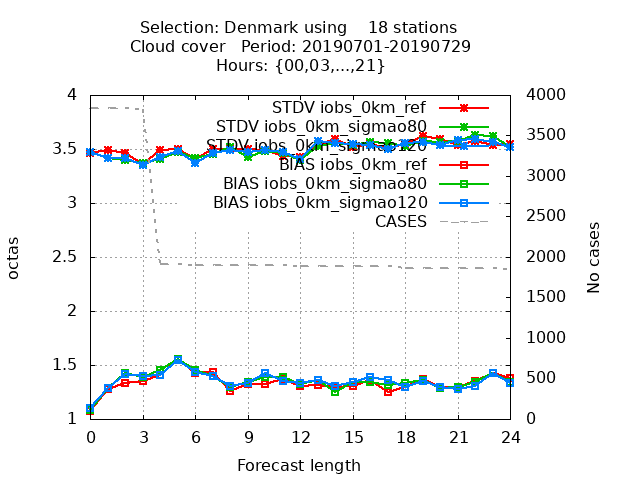 Selection: Denmark using    18 stations
Cloud cover   Period: 20190701-20190729
Hours: {00,03,...,21}
4
3.5
3
2.5
2
1.5
1
octas
4000
3500
3000
2500
2000
1500
1000
500
0
No cases
STDV iobs_0km_ref
STDV iobs_0km_sigmao80
STDV iobs_0km_sigmao120
BIAS iobs_0km_ref
BIAS iobs_0km_sigmao80
BIAS iobs_0km_sigmao120
CASES
0 3 6 9 12 15 18 21 24
Forecast length